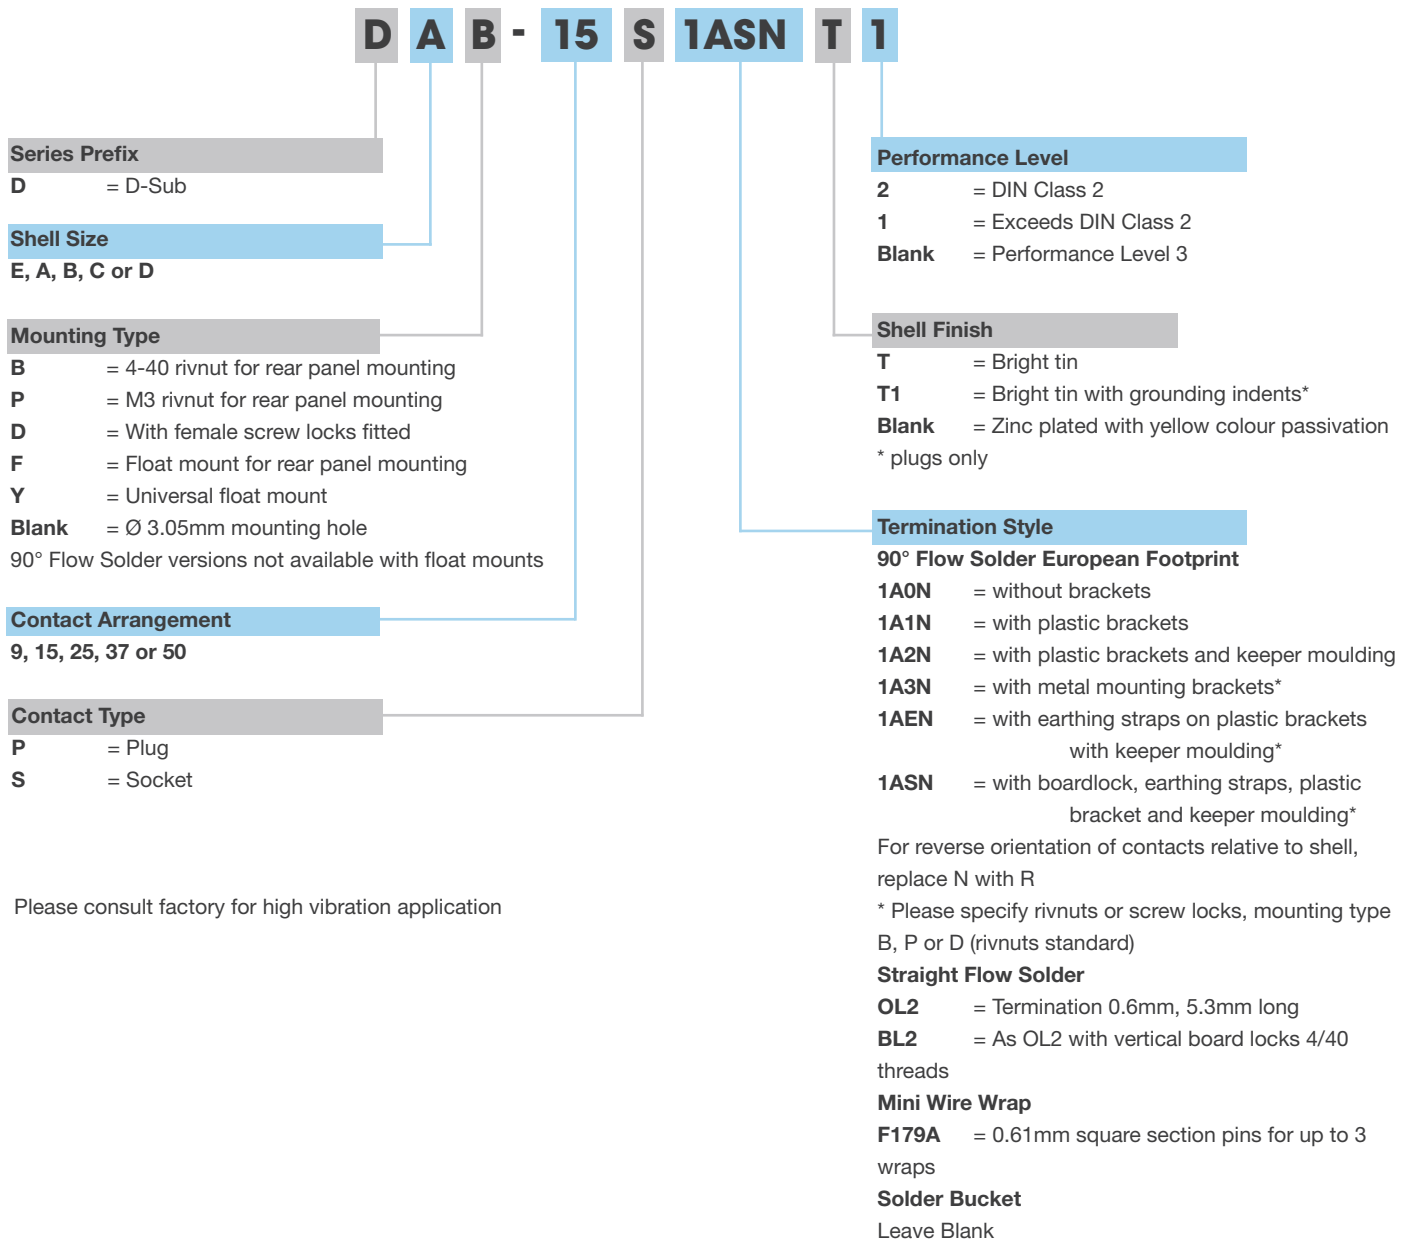 D A B - 15 S 1ASN T 1
Series Prefix
D = D-Sub
Shell Size
E, A, B, C or D
Mounting Type
B = 4-40 rivnut for rear panel mounting
P = M3 rivnut for rear panel mounting
D = With female screw locks fitted
F = Float mount for rear panel mounting
Y = Universal float mount
Blank = Ø 3.05mm mounting hole
90° Flow Solder versions not available with float mounts
Contact Arrangement
9, 15, 25, 37 or 50
Contact Type
P = Plug
S = Socket
Please consult factory for high vibration application
Performance Level
2 = DIN Class 2
1 = Exceeds DIN Class 2
Blank = Performance Level 3
Shell Finish
T = Bright tin
T1 = Bright tin with grounding indents*
Blank = Zinc plated with yellow colour passivation
* plugs only
Termination Style
90° Flow Solder European Footprint
1A0N = without brackets
1A1N = with plastic brackets
1A2N = with plastic brackets and keeper moulding
1A3N = with metal mounting brackets*
1AEN = with earthing straps on plastic brackets
with keeper moulding*
1ASN = with boardlock, earthing straps, plastic
bracket and keeper moulding*
For reverse orientation of contacts relative to shell,
replace N with R
* Please specify rivnuts or screw locks, mounting type
B, P or D (rivnuts standard)
Straight Flow Solder
OL2 = Termination 0.6mm, 5.3mm long
BL2 = As OL2 with vertical board locks 4/40
threads
Mini Wire Wrap
F179A = 0.61mm square section pins for up to 3
wraps
Solder Bucket
Leave Blank